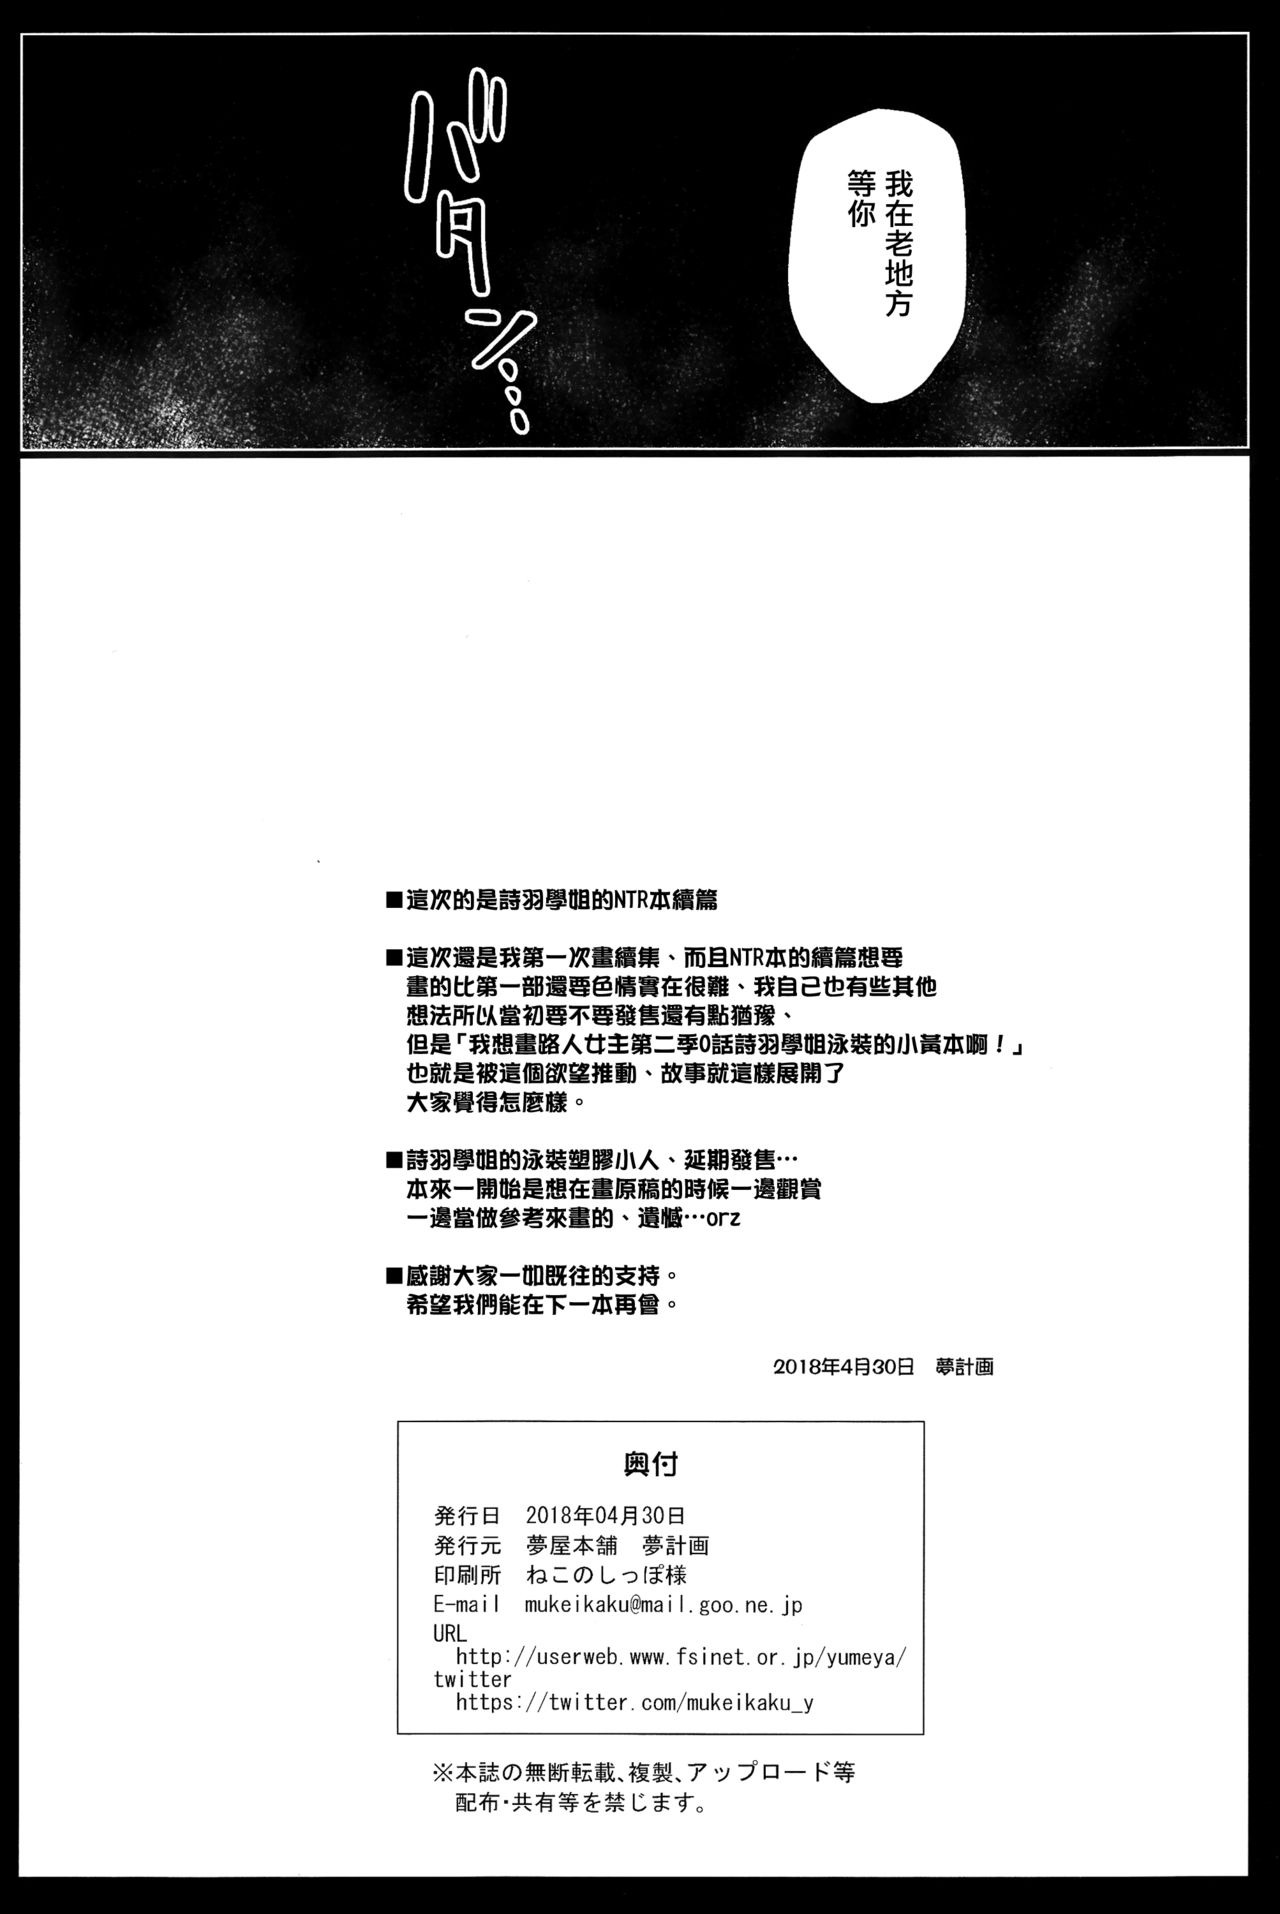 我在老地方
等你
バタン…
■這次的是詩羽學姐的NTR本續篇
■這次還是我第一次畫續集、而且NTR本的續篇想要
畫的比第一部還要色情實在很難、我自己也有些其他
想法所以當初要不要發售還有點猶豫、
但是「我想畫路人女主第二季0話詩羽學姐泳裝的小黃本啊！」
也就是被這個欲望推動、故事就這樣展開了
大家覺得怎麼樣。
■詩羽學姐的泳裝塑膠小人、延期發售…
本來一開始是想在畫原稿的時候一邊觀賞
一邊當做參考來畫的、遺憾…orz
■感謝大家一如既往的支持。
希望我們能在下一本再會。
2018年4月30日　夢計画
奥付
発行日　2018年04月30日
発行元　夢屋本舗　夢計画
印刷所　ねこのしっぽ様
E-mail　mukeikaku@mail.goo.ne.jp
URL
http://userweb.www.fsinet.or.jp/yumeya/
twitter
https://twitter.com/mukeikaku_y
※本誌の無断転載、複製、アップロード等
配布・共有等を禁じます。